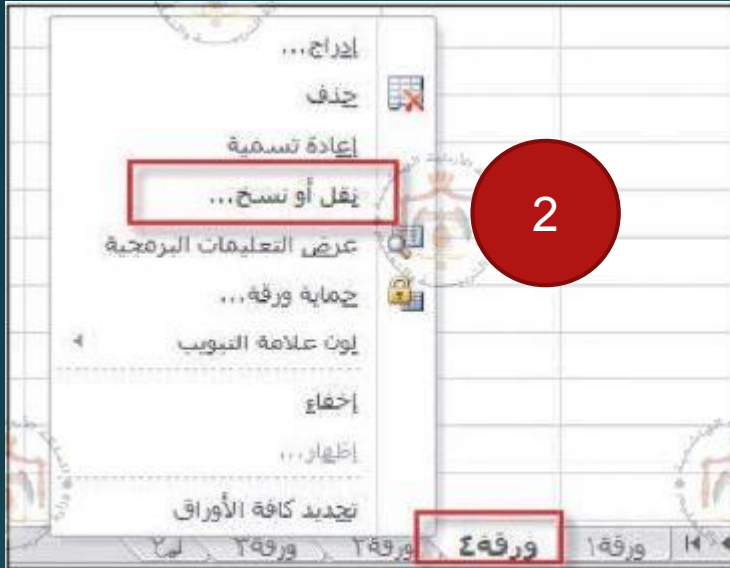 إدراج...
حذف
إعادة تسمية
نقل أو نسخ...
2
عرض التعليمات البرمجية
حماية ورقة...
لون علامة التبويب
إخفاء
إظهار...
تحديد كافة الأوراق
ورقة١ ورقة٤ ورقة٢ ورقة٣